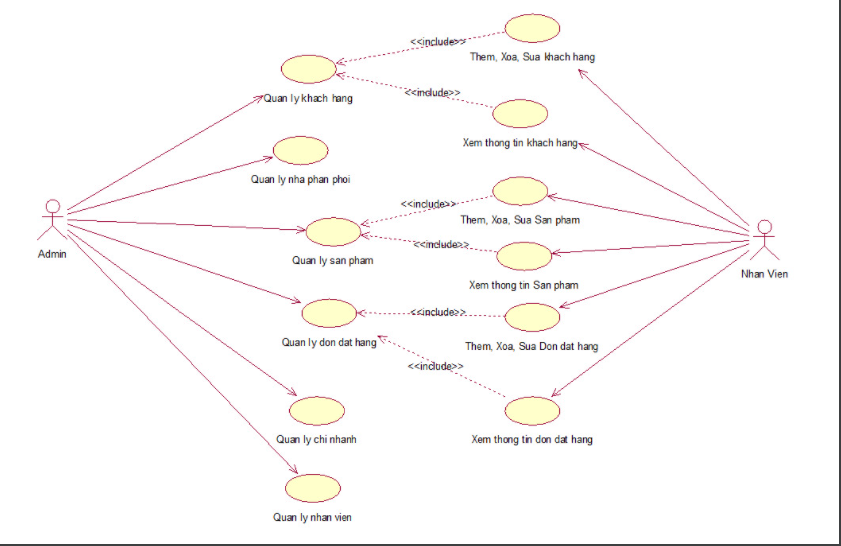 <<include>>
Them, Xoa, Sua khach hang
Quan ly khach hang
<<include>>
Xem thong tin khach hang
Quan ly nha phan phoi
<<include>>
Them, Xoa, Sua San pham
Admin
<<include>>
Quan ly san pham
Nhan Vien
Xem thong tin San pham
<<include>>
Quan ly don dat hang
Them, Xoa, Sua Don dat hang
<<include>>
Quan ly chi nhanh
Xem thong tin don dat hang
Quan ly nhan vien